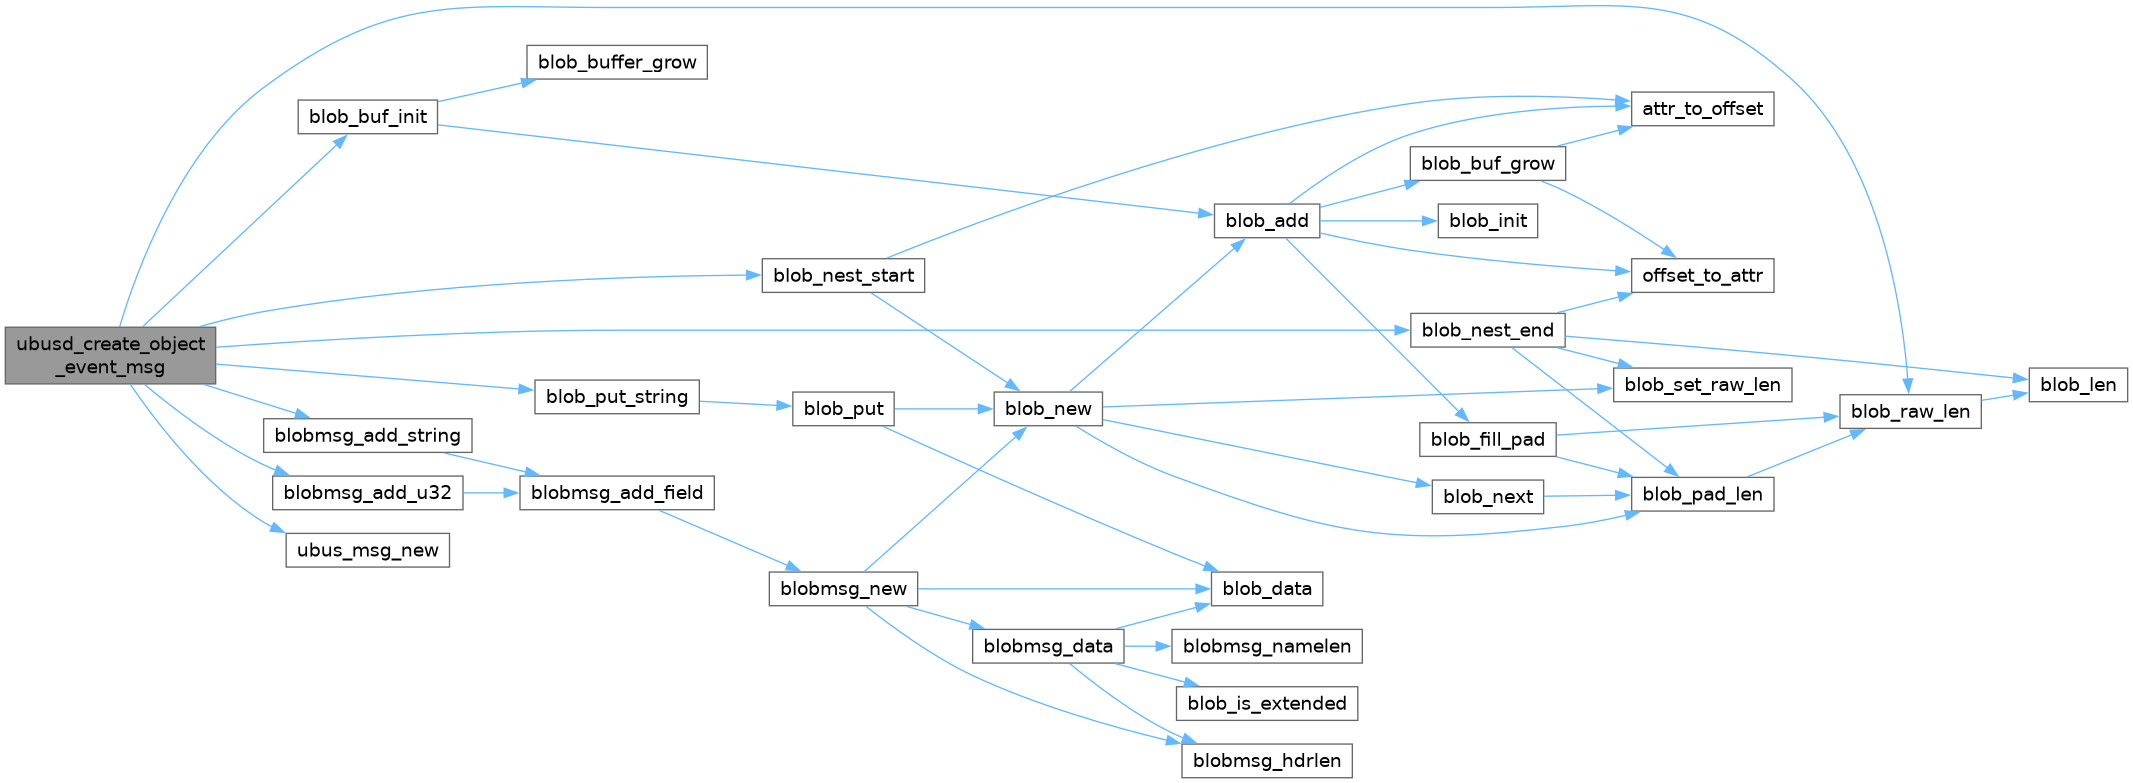 ubusd_create_object
_event_msg
blob_buf_init
blob_buffer_grow
blob_nest_start
blob_put_string
blobmsg_add_string
blobmsg_add_u32
ubus_msg_new
blobmsg_add_field
blob_put
blobmsg_new
blob_new
blobmsg_data
blob_add
blob_data
blobmsg_namelen
blob_is_extended
blobmsg_hdrlen
blob_buf_grow
blob_init
blob_nest_end
blob_fill_pad
blob_next
attr_to_offset
offset_to_attr
blob_set_raw_len
blob_pad_len
blob_raw_len
blob_len